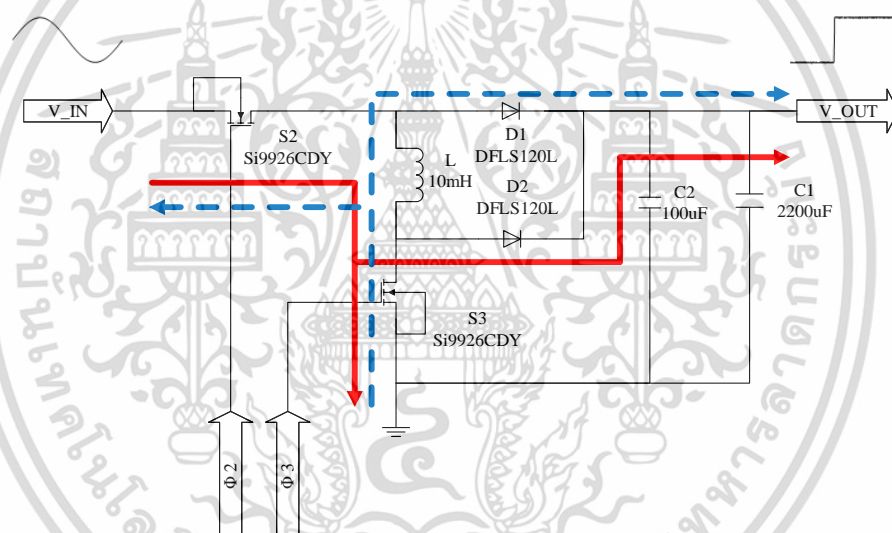 V_IN
V_OUT
S2
Si9926CDY
D1
DFLS120L
L
10mH
D2
DFLS120L
C2
100uF
C1
2200uF
S3
Si9926CDY
Φ 2
Φ 3